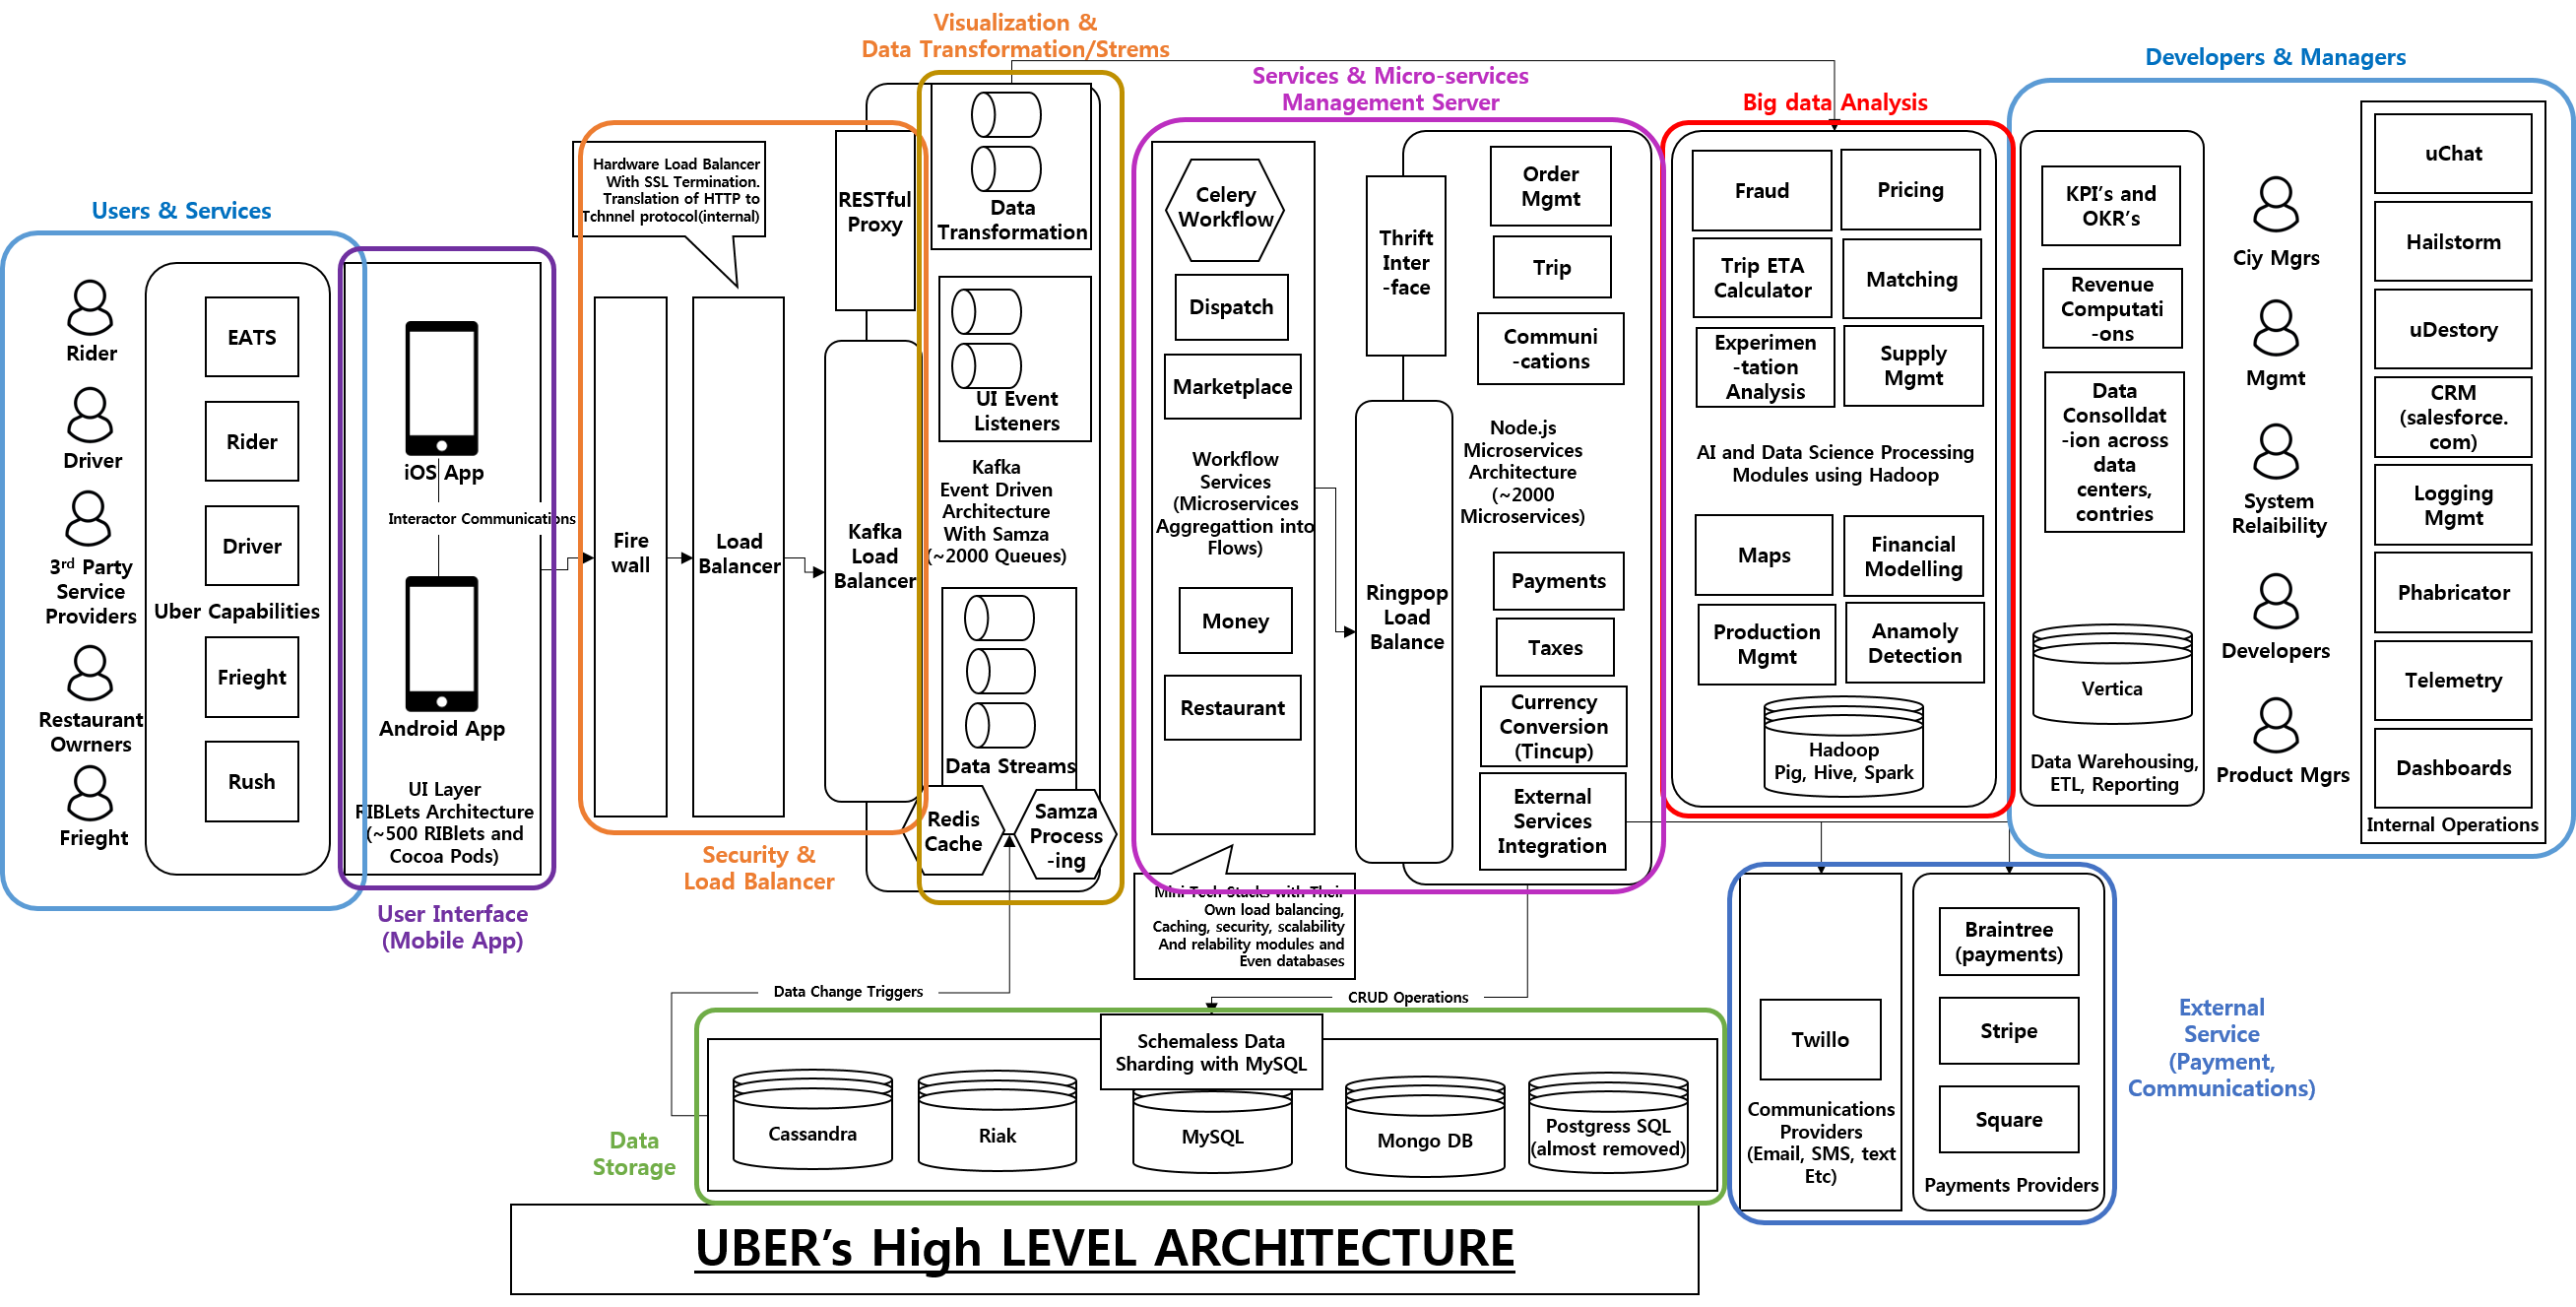 Visualization &
Data Transformation/Strems
Services & Micro-services
Management Server
Big data Analysis
Developers & Managers
Users & Services
Rider
Driver
3rd Party
Service
Providers
Restaurant
Owrners
Frieght
EATS
Rider
Driver
Uber Capabilities
Frieght
Rush
iOS App
Interactor Communications
Android App
UI Layer
RIBLets Architecture
(~500 RIBlets and
Cocoa Pods)
User Interface
(Mobile App)
Hardware Load Balancer
With SSL Termination.
Translation of HTTP to
Tchnnel protocol(internal)
Fire
wall
Load
Balancer
RESTful
Proxy
Kafka
Load
Balancer
Security &
Load Balancer
Data
Transformation
UI Event
Listeners
Kafka
Event Driven
Architecture
With Samza
(~2000 Queues)
Data Streams
Redis
Cache
Samza
Process
-ing
Celery
Workflow
Dispatch
Marketplace
Workflow
Services
(Microservices
Aggregattion into
Flows)
Money
Restaurant
Mini Tech Stacks with Their
Own load balancing,
Caching, security, scalability
And relability modules and
Even databases
Thrift
Inter
-face
Ringpop
Load
Balance
Order
Mgmt
Trip
Communi
-cations
Node.js
Microservices
Architecture
(~2000
Microservices)
Payments
Taxes
Currency
Conversion
(Tincup)
External
Services
Integration
Fraud
Pricing
Trip ETA
Calculator
Matching
Experimen
-tation
Analysis
Supply
Mgmt
AI and Data Science Processing
Modules using Hadoop
Maps
Financial
Modelling
Production
Mgmt
Anamoly
Detection
Hadoop
Pig, Hive, Spark
KPI's and
OKR's
Revenue
Computati
-ons
Data
Consolldat
-ion across
data
centers,
contries
Vertica
Data Warehousing,
ETL, Reporting
Ciy Mgrs
Mgmt
System
Relaibility
Developers
Product Mgrs
uChat
Hailstorm
uDestory
CRM
(salesforce.
com)
Logging
Mgmt
Phabricator
Telemetry
Dashboards
Internal Operations
Data Change Triggers
CRUD Operations
Data
Storage
Schemaless Data
Sharding with MySQL
Cassandra
Riak
MySQL
Mongo DB
Postgress SQL
(almost removed)
Twillo
Communications
Providers
(Email, SMS, text
Etc)
Braintree
(payments)
Stripe
Square
Payments Providers
External
Service
(Payment,
Communications)
UBER's High LEVEL ARCHITECTURE